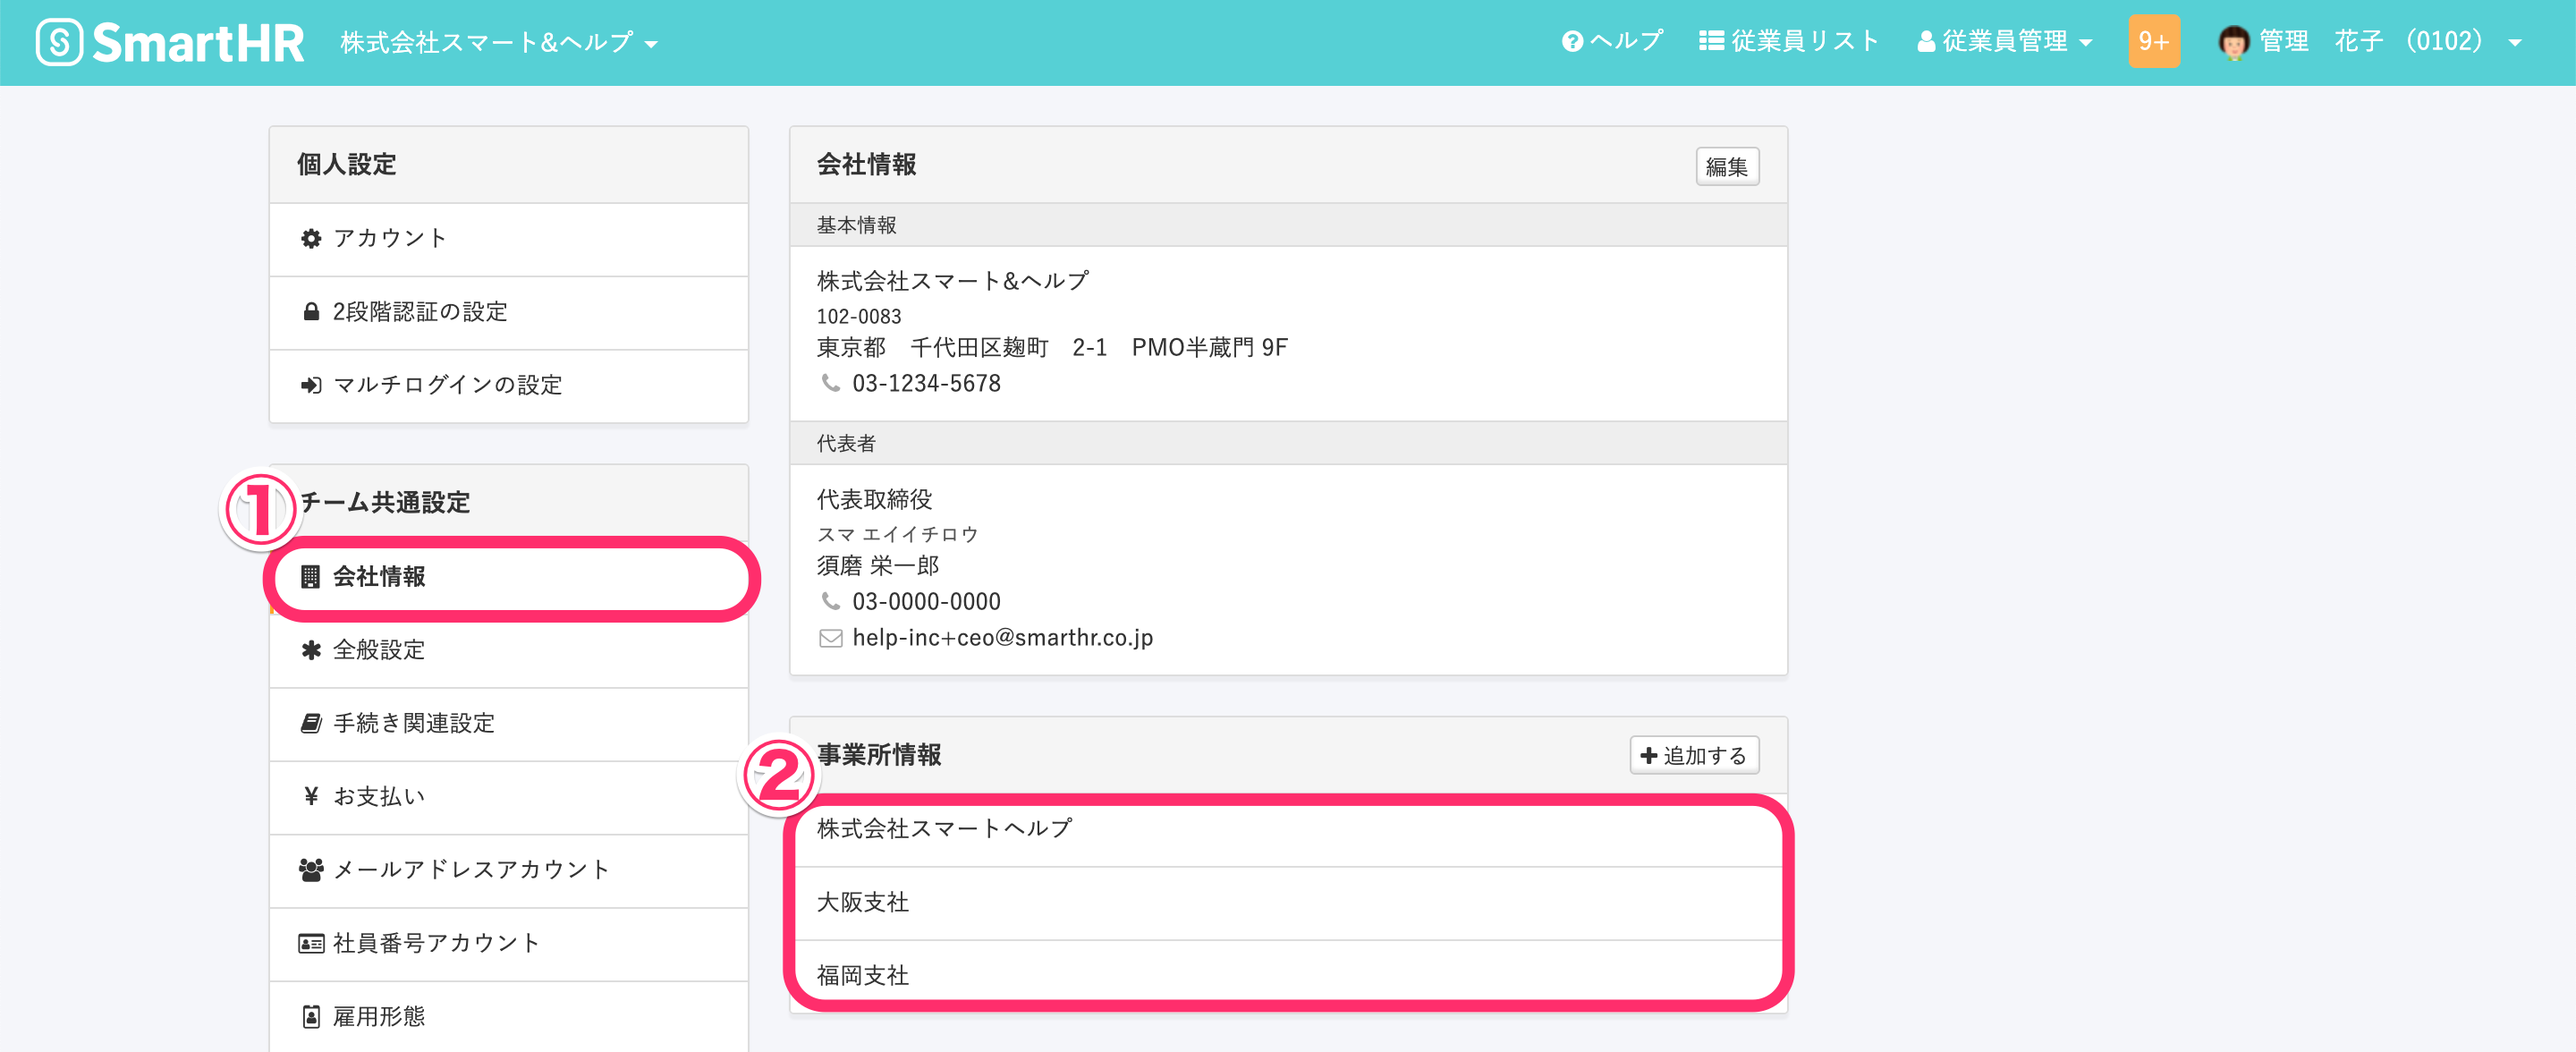 SmartHR 株式会社スマート&ヘルプ ヘルプ 従業員リスト 従業員管理 9+ 管理 花子 （0102）
個人設定
アカウント
2段階認証の設定
マルチログインの設定
① チーム共通設定
会社情報
全般設定
手続き関連設定
お支払い
メールアドレスアカウント
社員番号アカウント
雇用形態
会社情報 編集
基本情報
株式会社スマート&ヘルプ
102-0083
東京都 千代田区麹町 2-1 PMO半蔵門 9F
03-1234-5678
代表者
代表取締役
スマ エイイチロウ
須磨 栄一郎
03-0000-0000
help-inc+ceo@smarthr.co.jp
② 事業所情報 追加する
株式会社スマートヘルプ
大阪支社
福岡支社